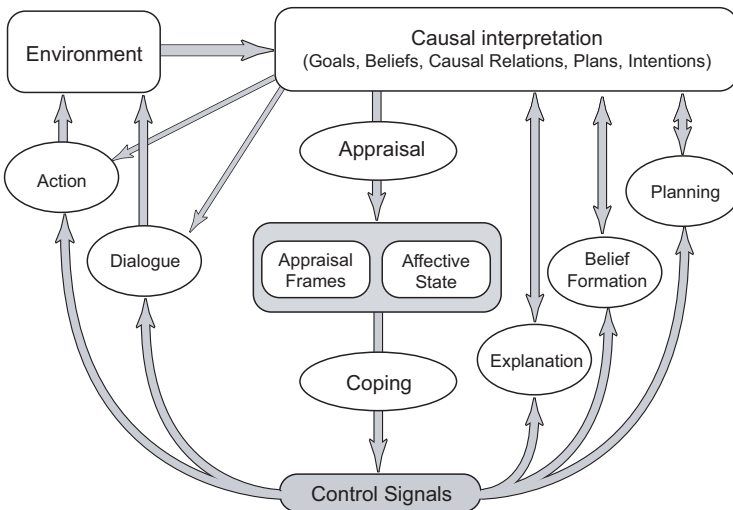 Environment
Causal interpretation
(Goals, Beliefs, Causal Relations, Plans, Intentions)
Appraisal
Action
Planning
Dialogue
Appraisal
Frames
Affective
State
Belief
Formation
Explanation
Coping
Control Signals